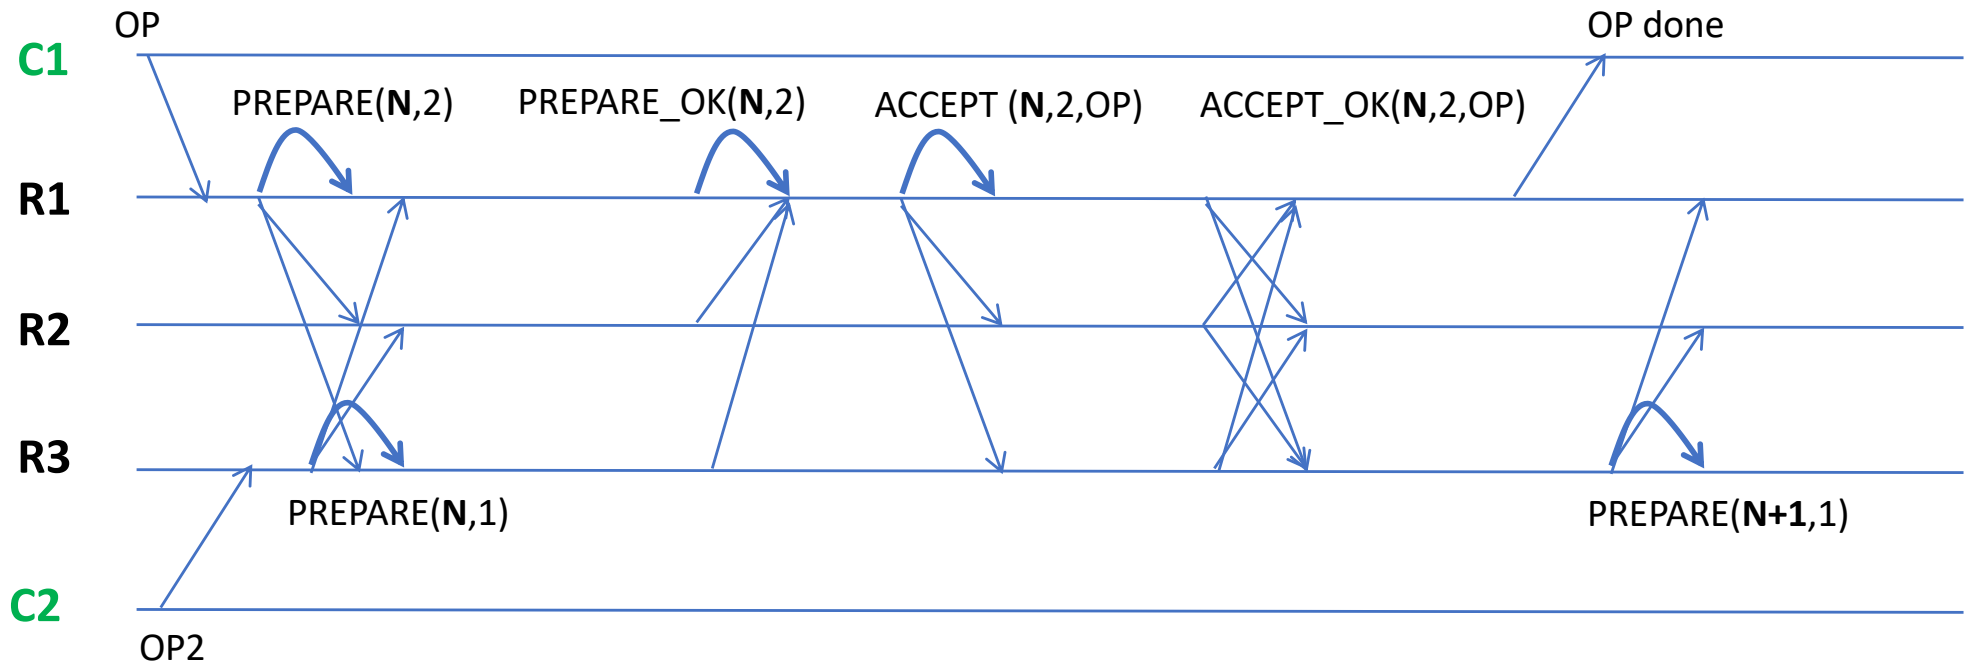 OP
OP done
C1
PREPARE(N,2)
PREPARE_OK(N,2)
ACCEPT (N,2,OP)
ACCEPT_OK(N,2,OP)
R1
R2
R3
PREPARE(N,1)
PREPARE(N+1,1)
C2
OP2